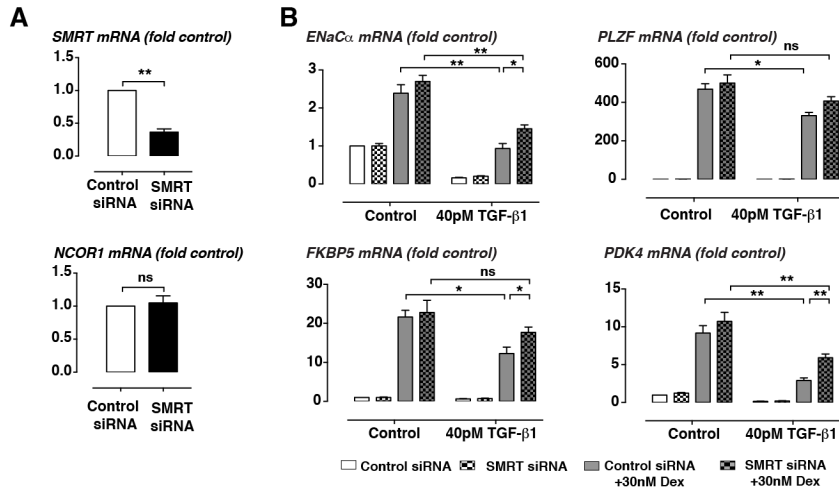 A
SMRT mRNA (fold control)
1.5
1.0
0.5
0.0
**
Control siRNA
SMRT siRNA
NCOR1 mRNA (fold control)
1.5
1.0
0.5
0.0
ns
Control siRNA
SMRT siRNA
B
ENaCα mRNA (fold control)
3
2
1
0
**
**
*
Control
40pM TGF-β1
PLZF mRNA (fold control)
600
400
200
0
ns
*
Control
40pM TGF-β1
FKBP5 mRNA (fold control)
30
20
10
0
ns
*
*
Control
40pM TGF-β1
PDK4 mRNA (fold control)
15
10
5
0
**
**
**
Control
40pM TGF-β1
Control siRNA
SMRT siRNA
Control siRNA
+30nM Dex
SMRT siRNA
+30nM Dex